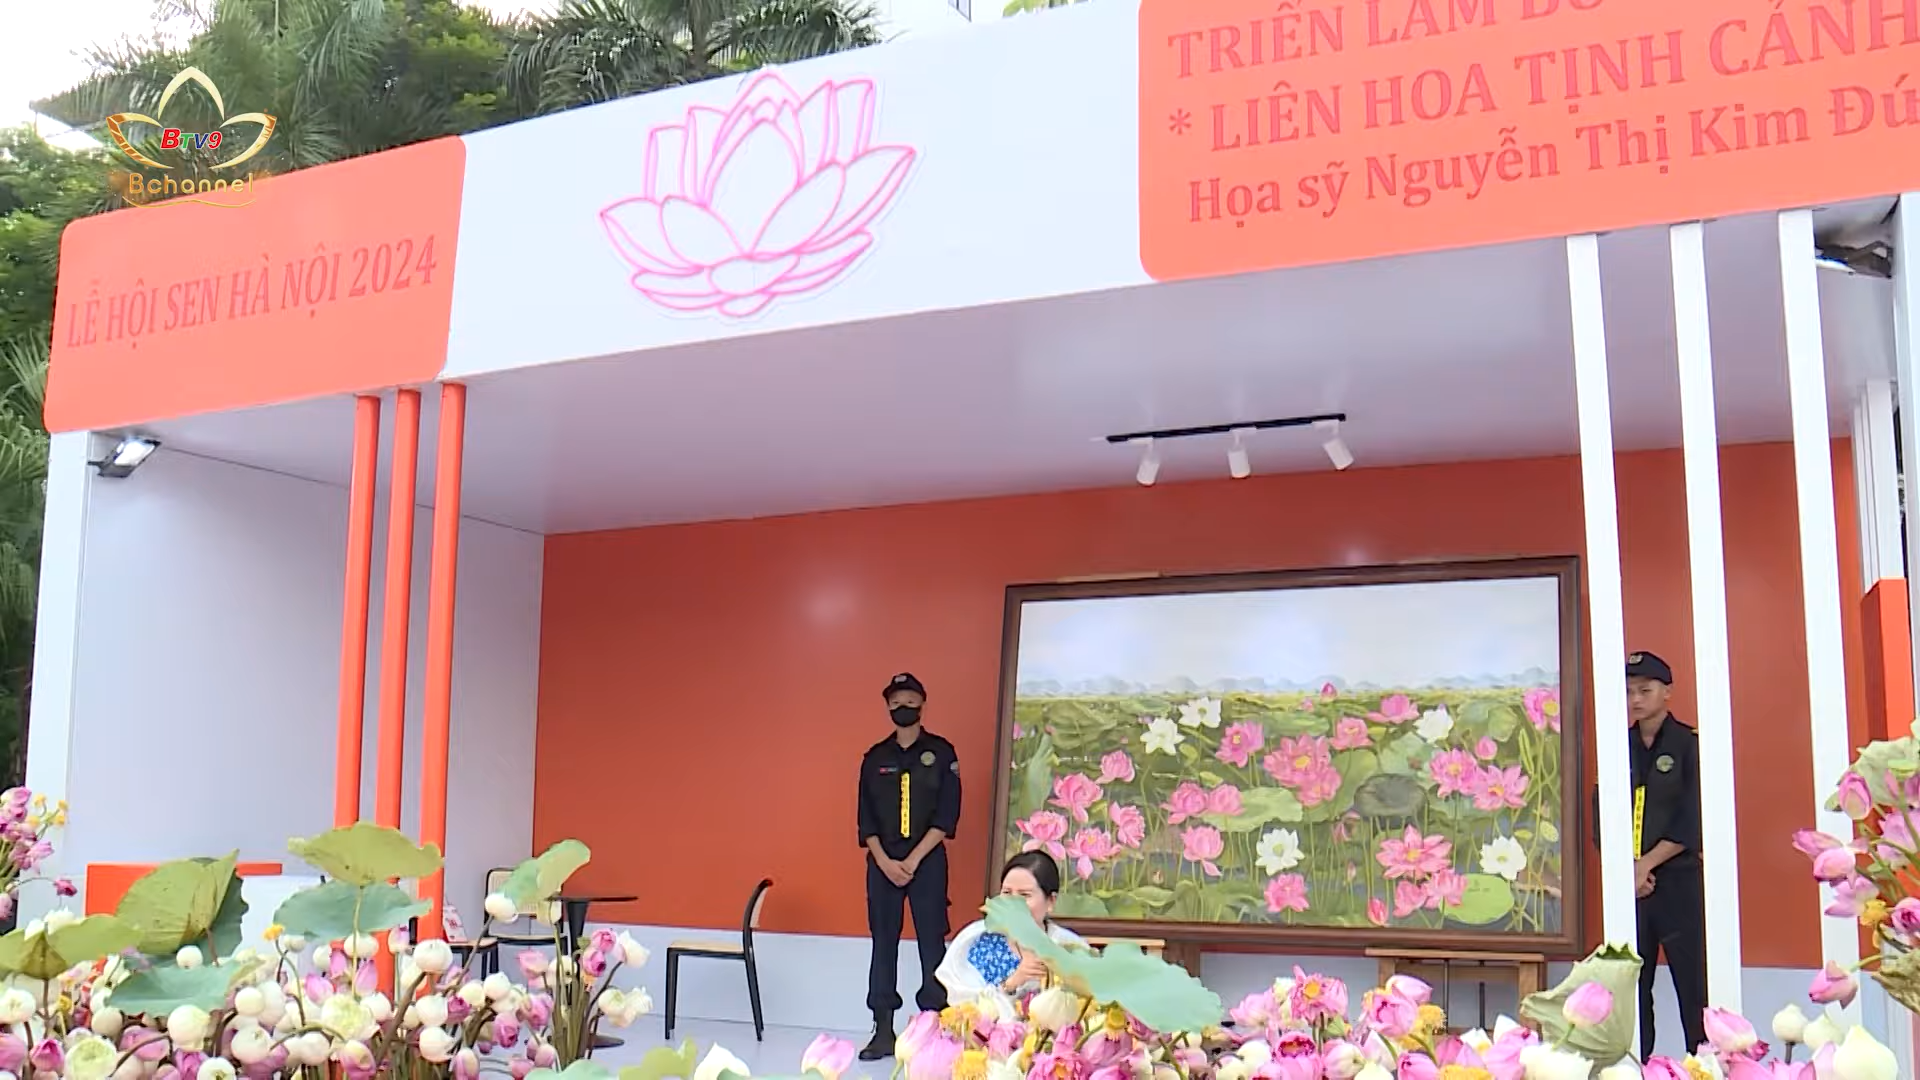 BTV9
Bchannel
LỄ HỘI SEN HÀ NỘI 2024
TRIỂN LÃM
* LIÊN HOA TỊNH CẢNH
Họa sỹ Nguyễn Thị Kim